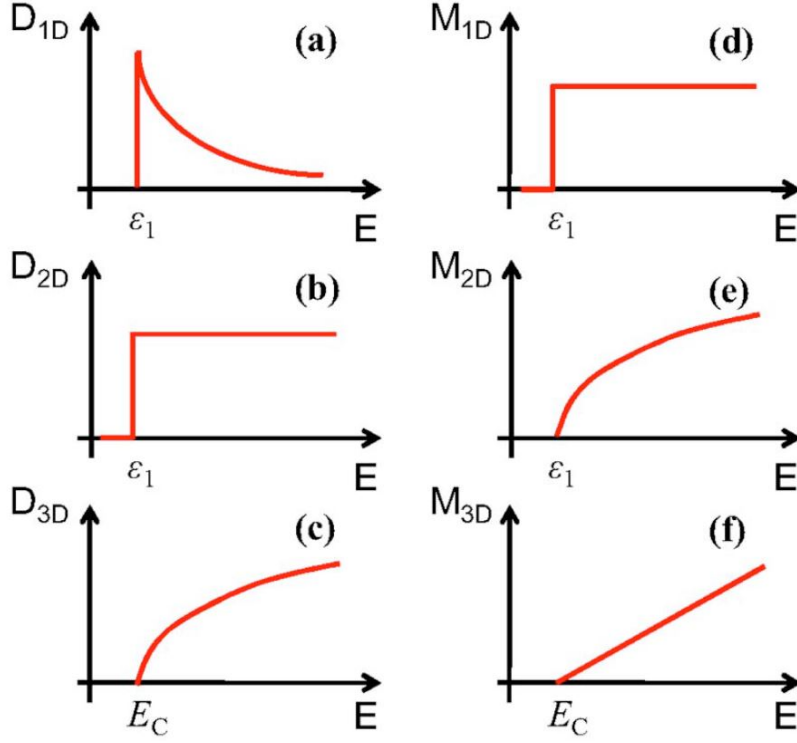 D1D (a)
ε1 E
D2D (b)
ε1 E
D3D (c)
EC E
M1D (d)
ε1 E
M2D (e)
ε1 E
M3D (f)
EC E